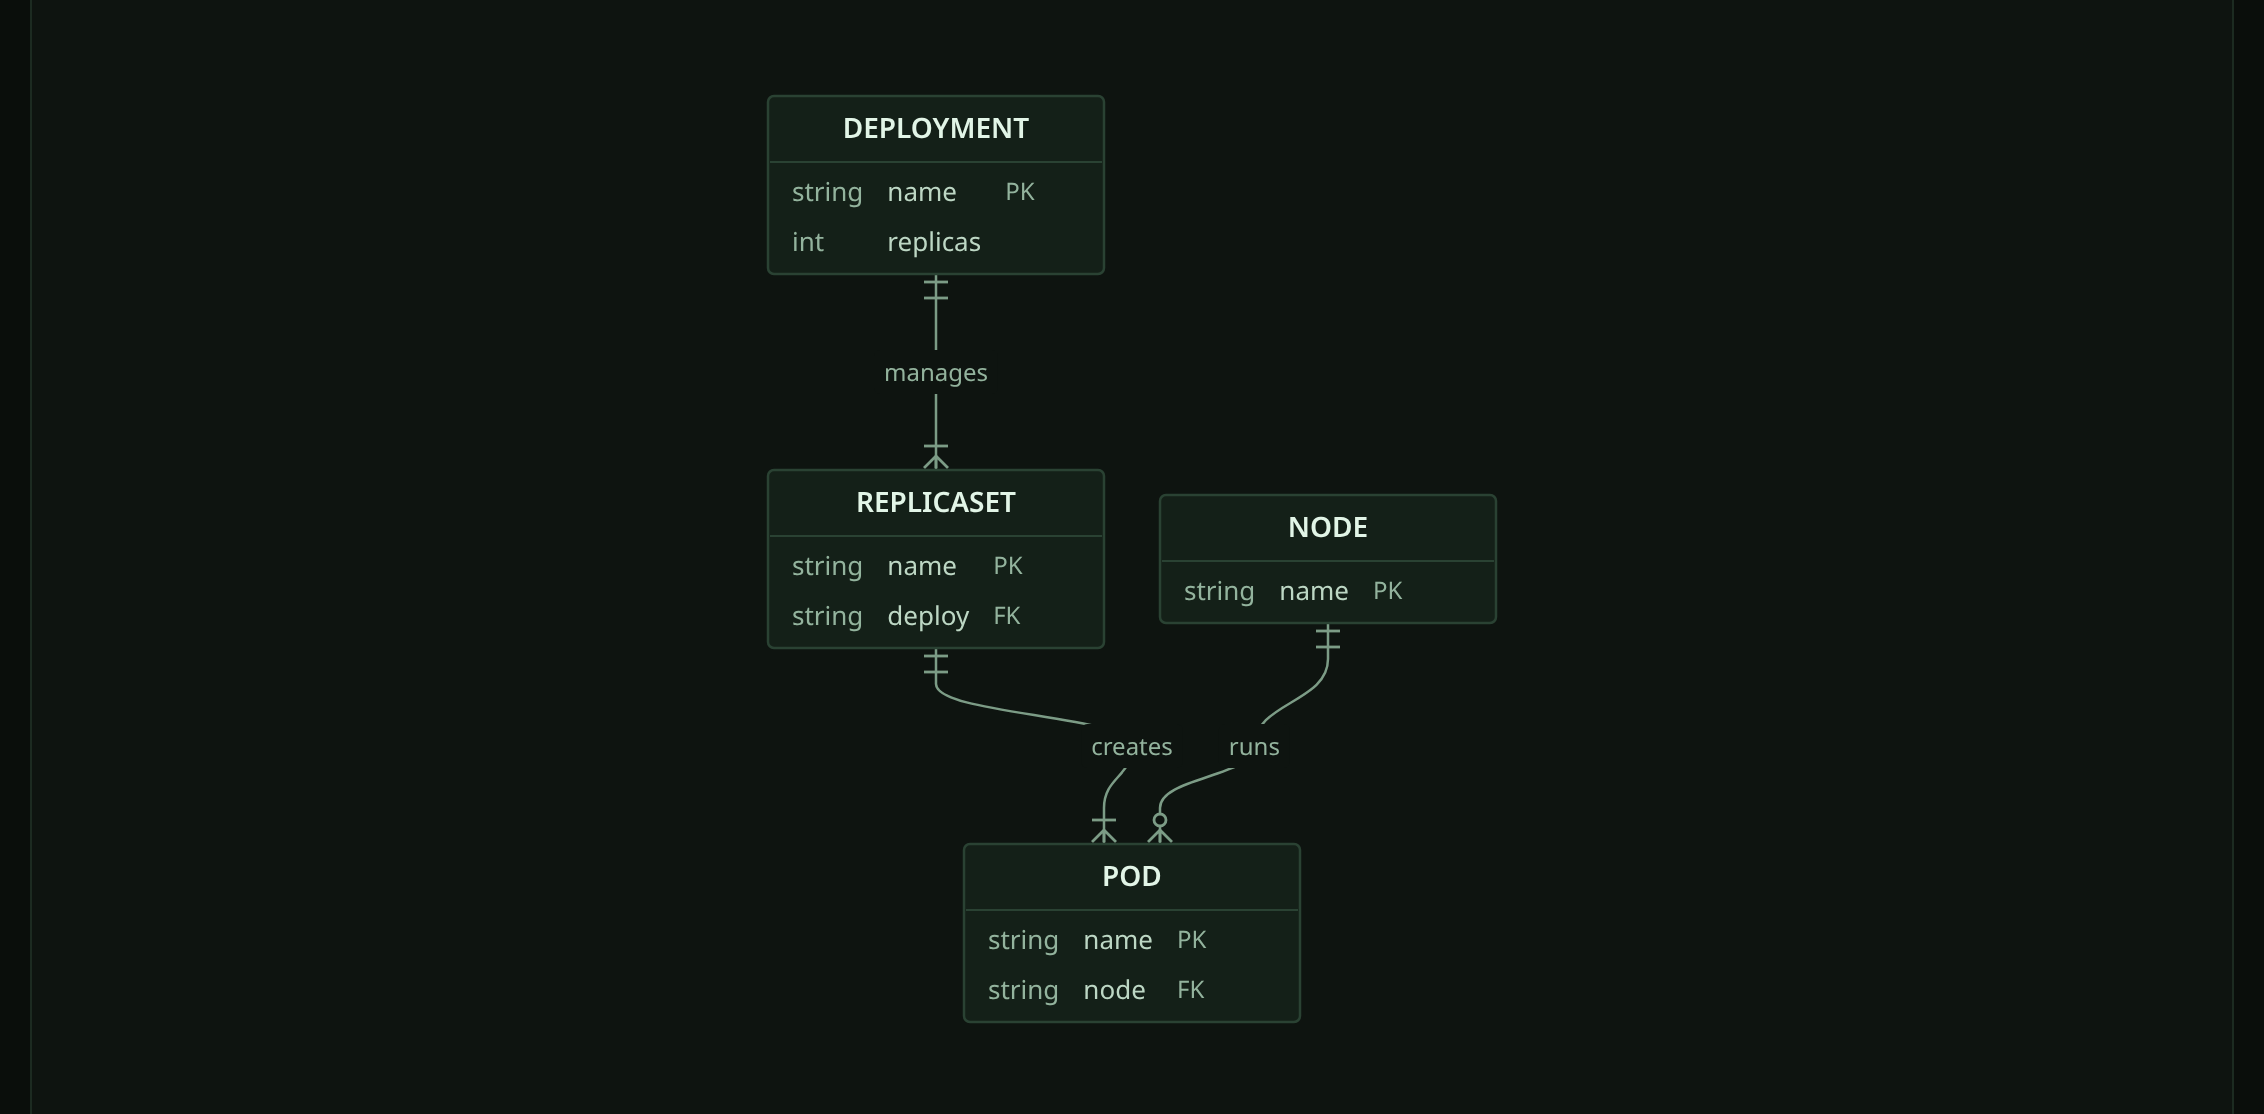 DEPLOYMENT
string name PK
int replicas
manages
REPLICASET
string name PK
string deploy FK
NODE
string name PK
creates
runs
POD
string name PK
string node FK